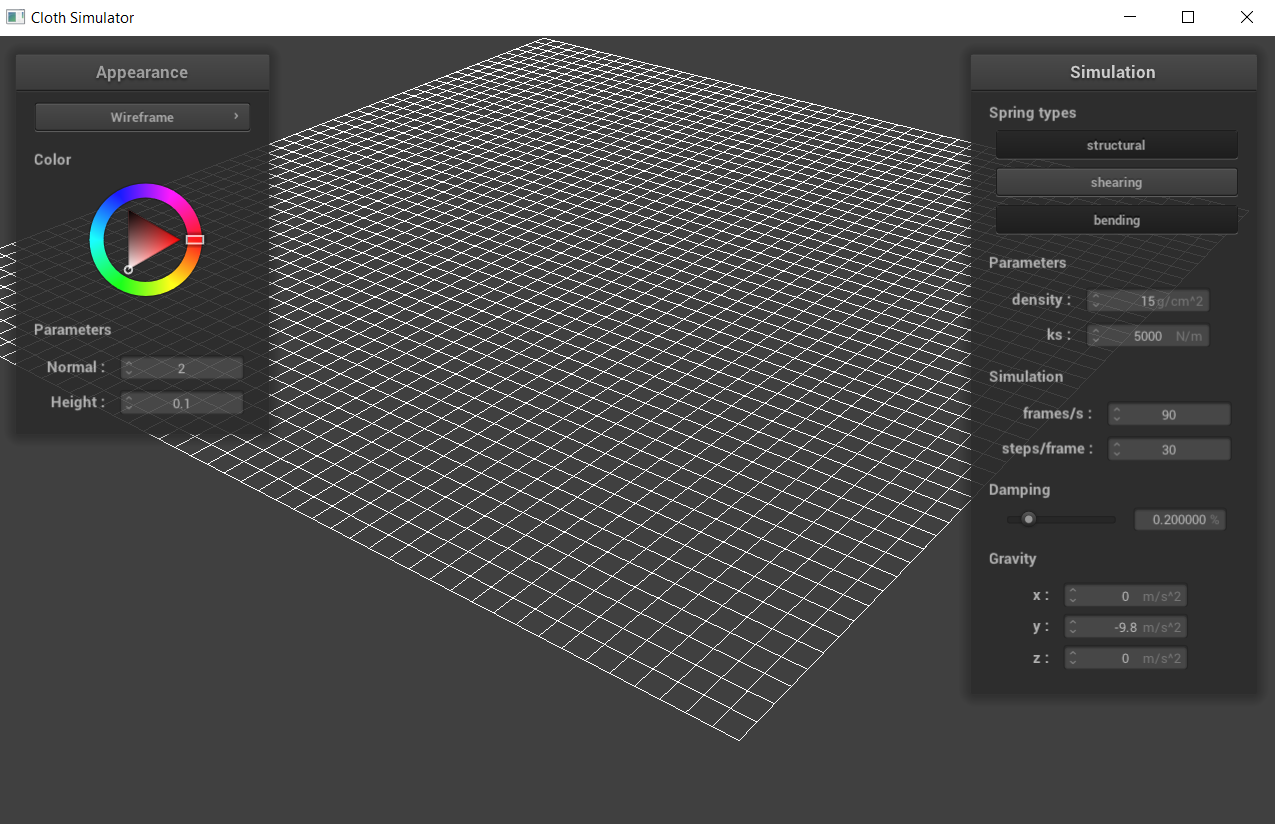 Cloth Simulator
Appearance
Wireframe
Color
Parameters
Normal : 2
Height : 0.1
Simulation
Spring types
structural
shearing
bending
Parameters
density : 15 g/cm^2
ks : 5000 N/m
Simulation
frames/s : 90
steps/frame : 30
Damping
0.200000 %
Gravity
x : 0 m/s^2
y : -9.8 m/s^2
z : 0 m/s^2